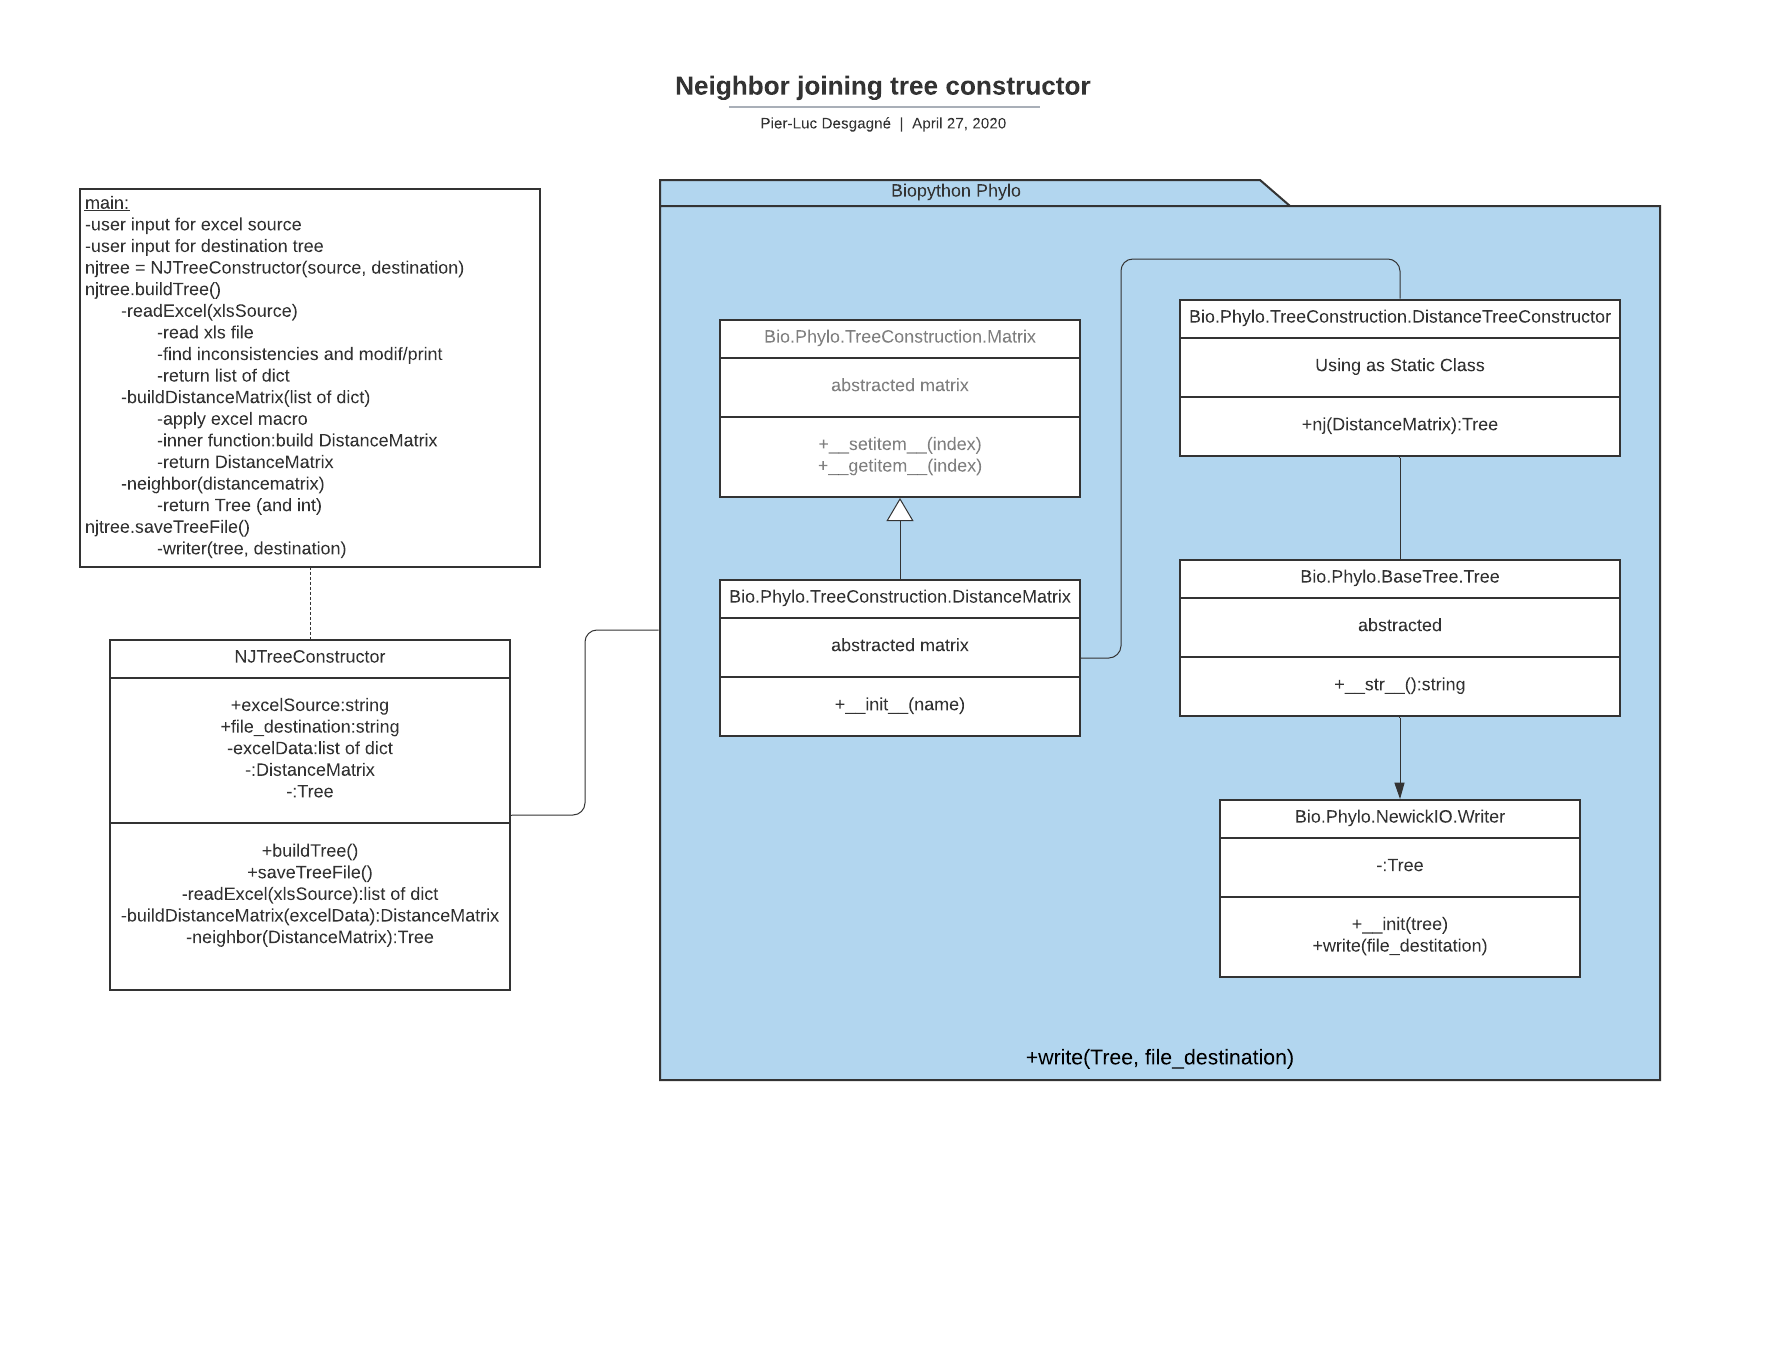 Neighbor joining tree constructor
Pier-Luc Desgagné | April 27, 2020
main:
-user input for excel source
-user input for destination tree
njtree = NJTreeConstructor(source, destination)
njtree.buildTree()
-readExcel(xlsSource)
-read xls file
-find inconsistencies and modif/print
-return list of dict
-buildDistanceMatrix(list of dict)
-apply excel macro
-inner function:build DistanceMatrix
-return DistanceMatrix
-neighbor(distancematrix)
-return Tree (and int)
njtree.saveTreeFile()
-writer(tree, destination)
NJTreeConstructor
+excelSource:string
+file_destination:string
-excelData:list of dict
-:DistanceMatrix
-:Tree
+buildTree()
+saveTreeFile()
-readExcel(xlsSource):list of dict
-buildDistanceMatrix(excelData):DistanceMatrix
-neighbor(DistanceMatrix):Tree
Biopython Phylo
Bio.Phylo.TreeConstruction.Matrix
abstracted matrix
+__setitem__(index)
+__getitem__(index)
Bio.Phylo.TreeConstruction.DistanceMatrix
abstracted matrix
+__init__(name)
Bio.Phylo.TreeConstruction.DistanceTreeConstructor
Using as Static Class
+nj(DistanceMatrix):Tree
Bio.Phylo.BaseTree.Tree
abstracted
+__str__():string
Bio.Phylo.NewickIO.Writer
-:Tree
+__init(tree)
+write(file_destitation)
+write(Tree, file_destination)